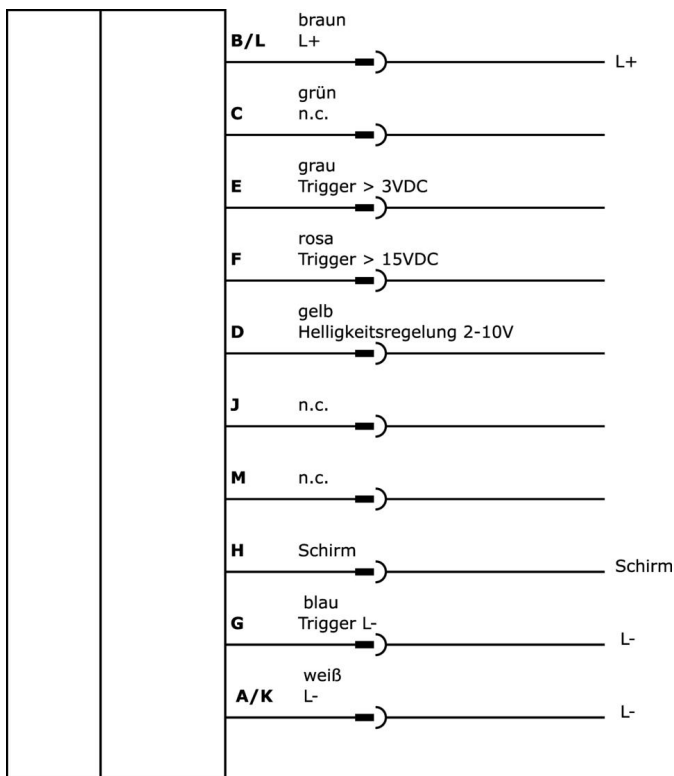 braun
B/L L+ L+
grün
C n.c.
grau
E Trigger > 3VDC
rosa
F Trigger > 15VDC
gelb
D Helligkeitsregelung 2-10V
J n.c.
M n.c.
H Schirm Schirm
blau
G Trigger L- L-
weiß
A/K L- L-